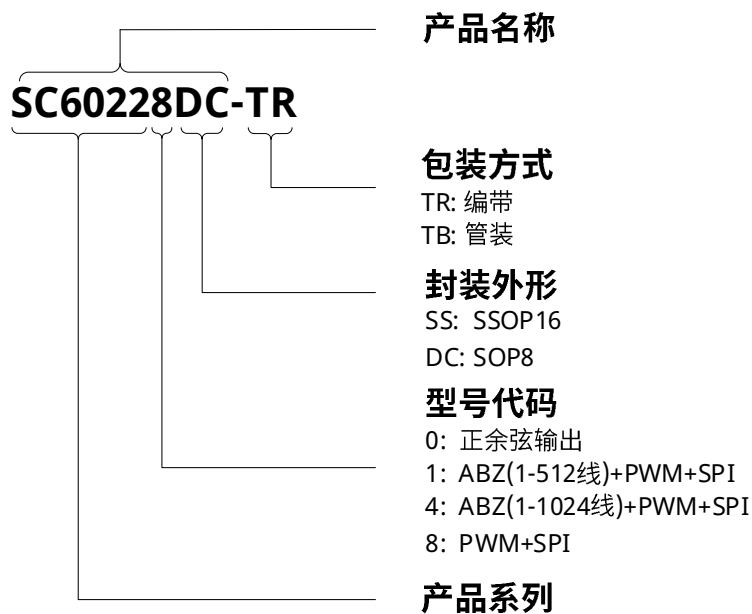 产品名称
SC60228DC-TR
包装方式
TR: 编带
TB: 管装
封装外形
SS: SSOP16
DC: SOP8
型号代码
0: 正余弦输出
1: ABZ(1-512线)+PWM+SPI
4: ABZ(1-1024线)+PWM+SPI
8: PWM+SPI
产品系列